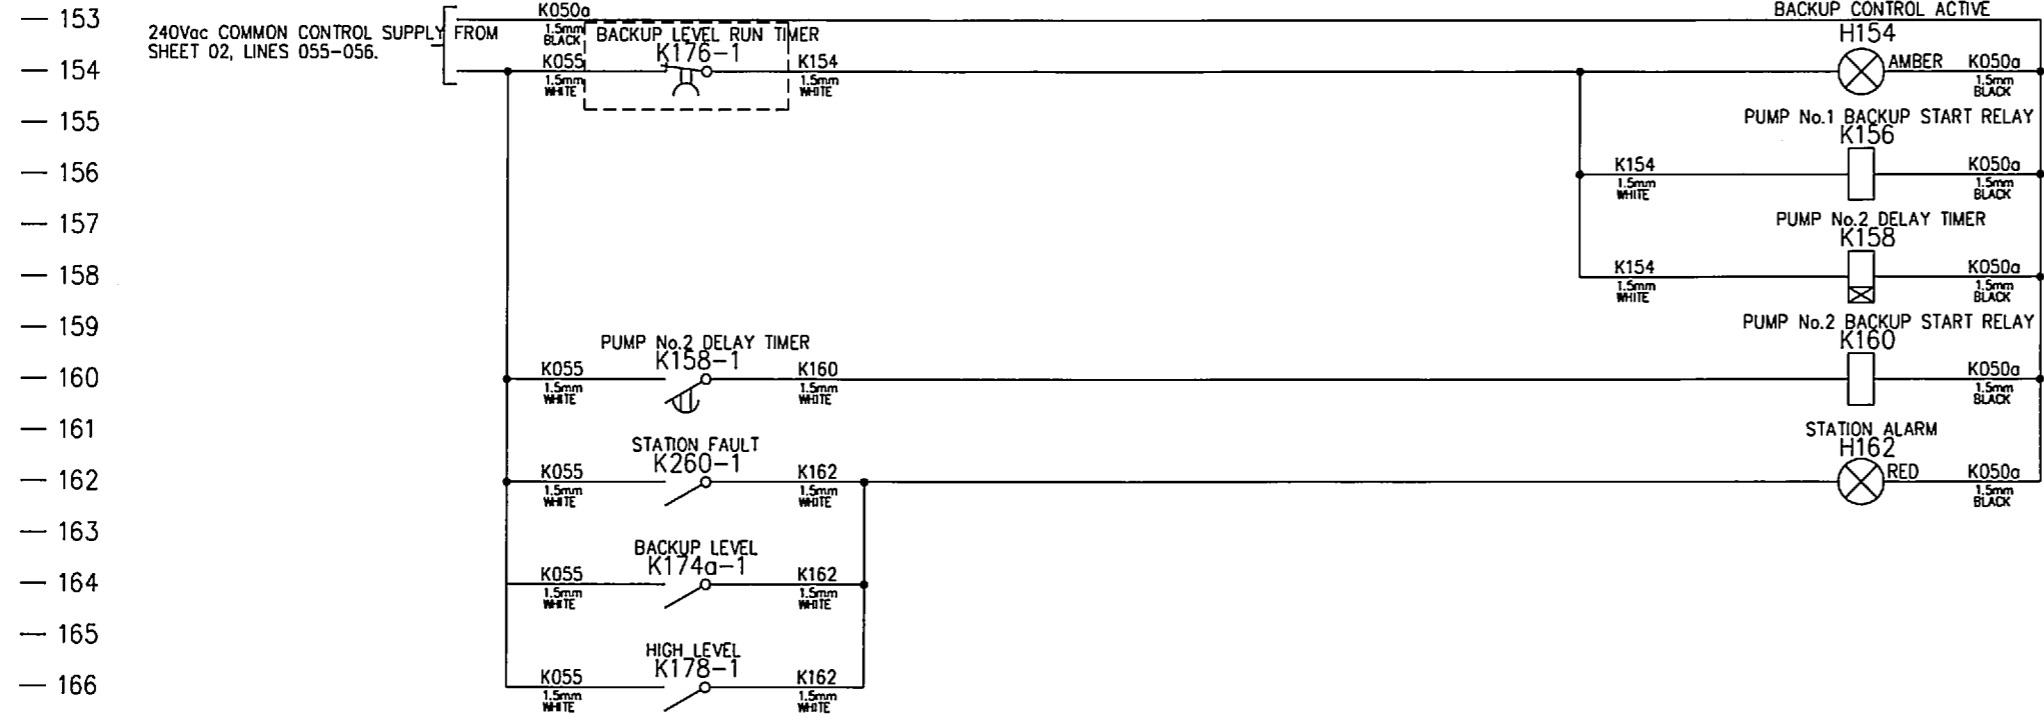 — 153
K050a
1.5mm
BLACK
BACKUP CONTROL ACTIVE
240Vac COMMON CONTROL SUPPLY FROM
SHEET 02, LINES 055-056.
BACKUP LEVEL RUN TIMER
K176-1
H154
— 154
K055
1.5mm
WHITE
K154
1.5mm
WHITE
AMBER
K050a
1.5mm
BLACK
— 155
PUMP No.1 BACKUP START RELAY
K156
— 156
K154
1.5mm
WHITE
K050a
1.5mm
BLACK
— 157
PUMP No.2 DELAY TIMER
K158
— 158
K154
1.5mm
WHITE
K050a
1.5mm
BLACK
— 159
PUMP No.2 BACKUP START RELAY
K160
PUMP No.2 DELAY TIMER
K158-1
— 160
K055
1.5mm
WHITE
K160
1.5mm
WHITE
K050a
1.5mm
BLACK
— 161
STATION ALARM
H162
STATION FAULT
K260-1
— 162
K055
1.5mm
WHITE
K162
1.5mm
WHITE
RED
K050a
1.5mm
BLACK
— 163
BACKUP LEVEL
K174a-1
— 164
K055
1.5mm
WHITE
K162
1.5mm
WHITE
— 165
HIGH LEVEL
K178-1
— 166
K055
1.5mm
WHITE
K162
1.5mm
WHITE